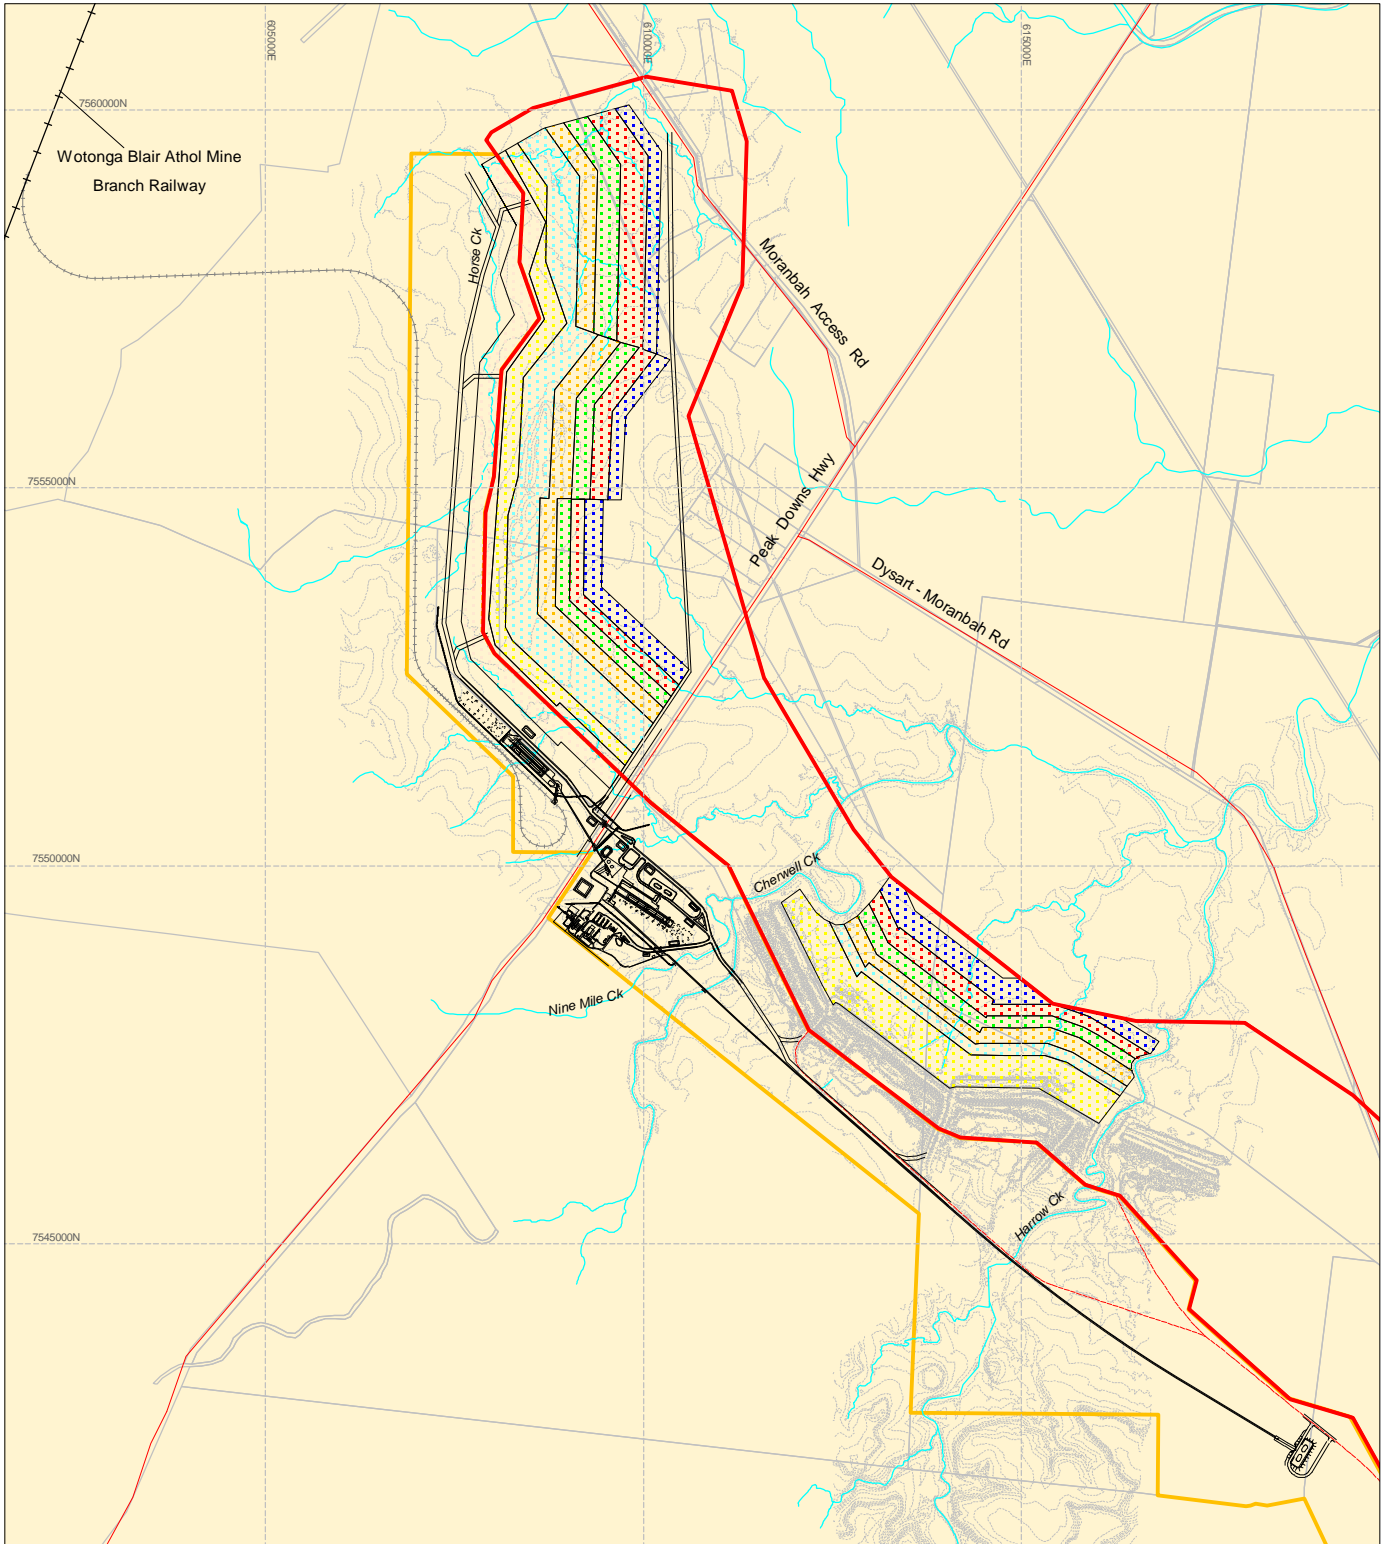 605000E
610000E
615000E
7560000N
Wotonga Blair Athol Mine
Branch Railway
Horse Ck
Moranbah Access Rd
7555000N
Peak Downs Hwy
Dysart - Moranbah Rd
7550000N
Cherwell Ck
Nine Mile Ck
Harrow Ck
7545000N